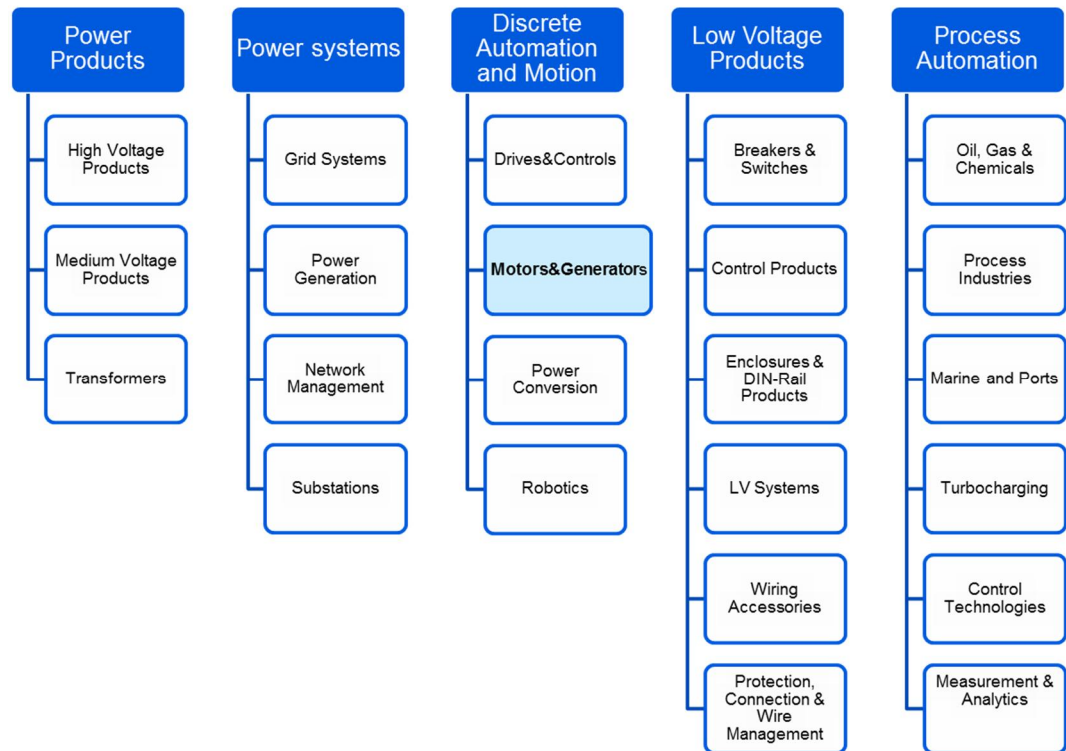 Power
Products
High Voltage
Products
Medium Voltage
Products
Transformers
Power systems
Grid Systems
Power
Generation
Network
Management
Substations
Discrete
Automation
and Motion
Drives&Controls
Motors&Generators
Power
Conversion
Robotics
Low Voltage
Products
Breakers &
Switches
Control Products
Enclosures &
DIN-Rail
Products
LV Systems
Wiring
Accessories
Protection,
Connection &
Wire
Management
Process
Automation
Oil, Gas &
Chemicals
Process
Industries
Marine and Ports
Turbocharging
Control
Technologies
Measurement &
Analytics